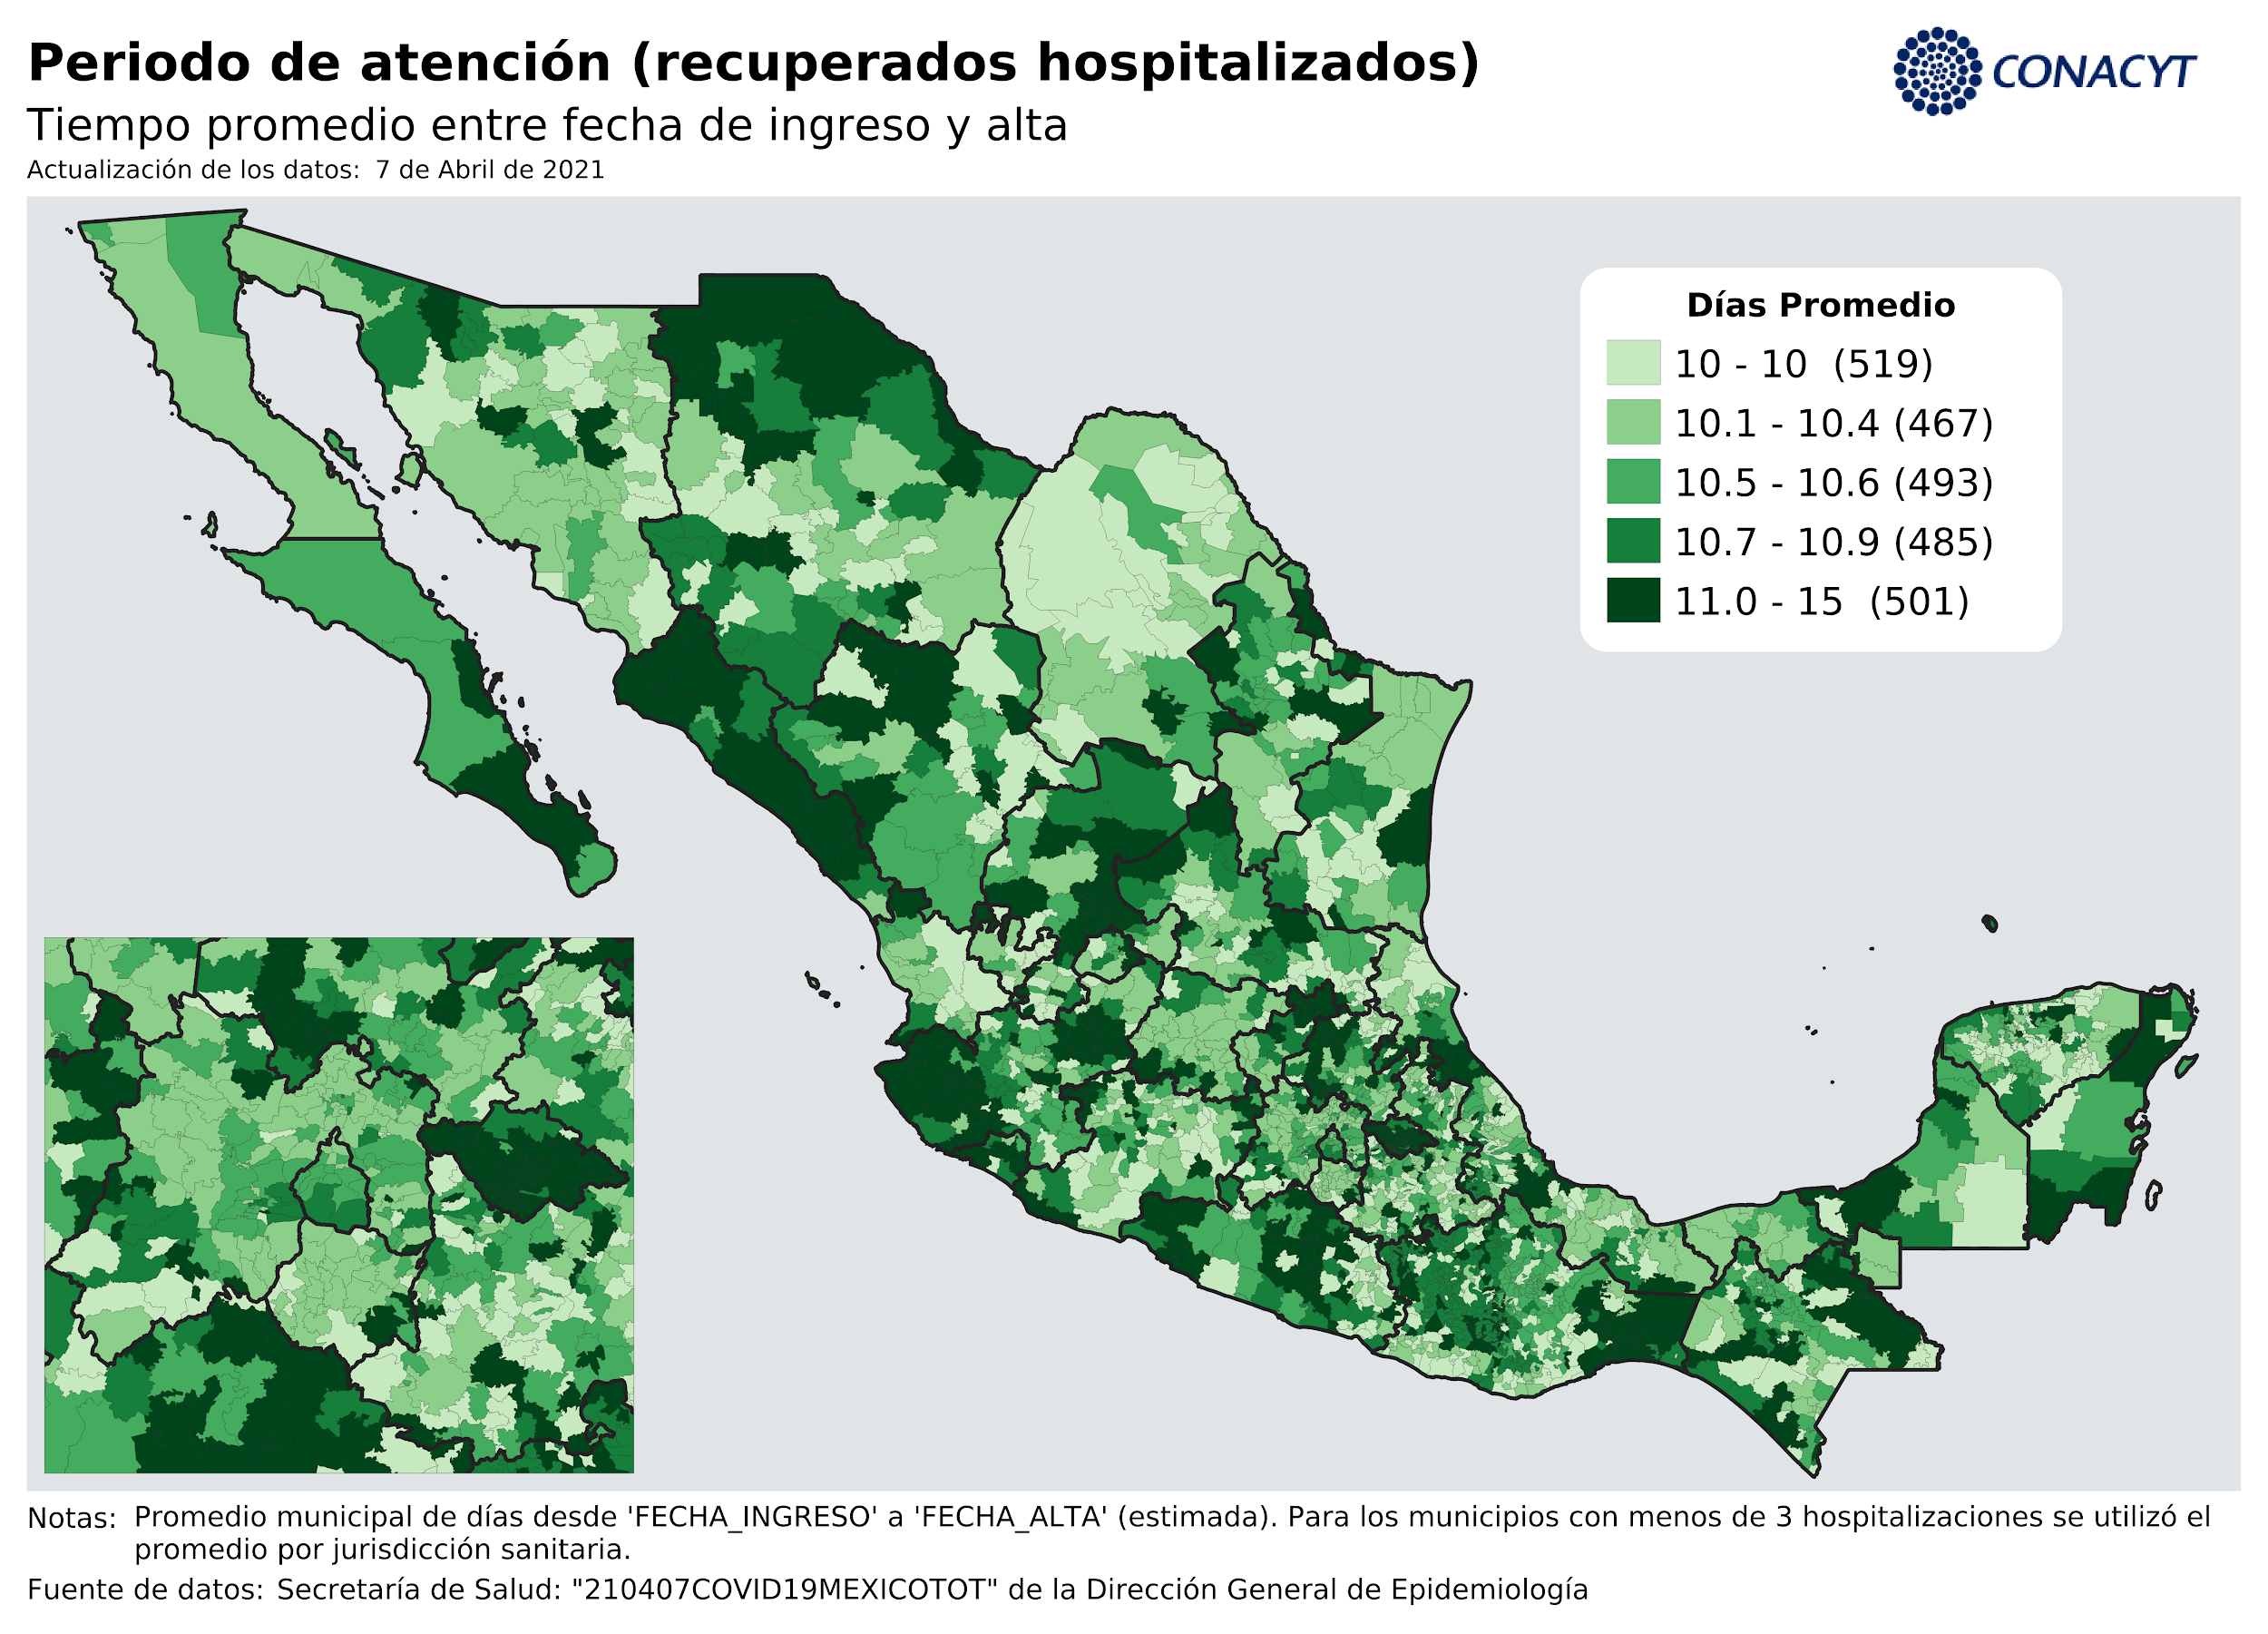 Periodo de atención (recuperados hospitalizados)
Tiempo promedio entre fecha de ingreso y alta
Actualización de los datos: 7 de Abril de 2021
CONACYT
Días Promedio
10 - 10 (519)
10.1 - 10.4 (467)
10.5 - 10.6 (493)
10.7 - 10.9 (485)
11.0 - 15 (501)
Notas: Promedio municipal de días desde 'FECHA_INGRESO' a 'FECHA_ALTA' (estimada). Para los municipios con menos de 3 hospitalizaciones se utilizó el
promedio por jurisdicción sanitaria.
Fuente de datos: Secretaría de Salud: "210407COVID19MEXICOTOT" de la Dirección General de Epidemiología